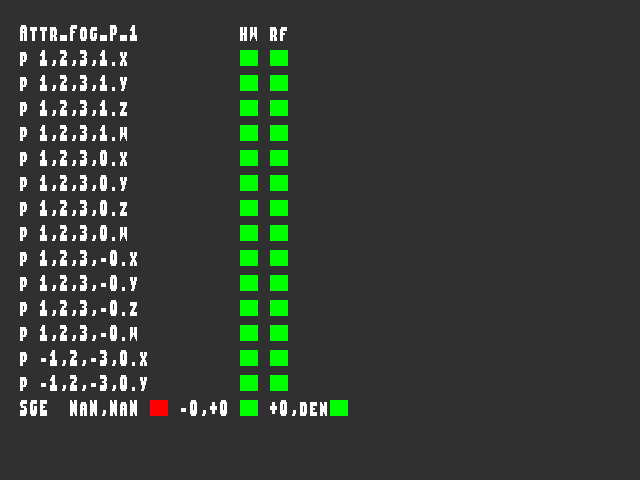 Attr_Fog_P_1 HW RF
p 1,2,3,1.x
p 1,2,3,1.y
p 1,2,3,1.z
p 1,2,3,1.w
p 1,2,3,0.x
p 1,2,3,0.y
p 1,2,3,0.z
p 1,2,3,0.w
p 1,2,3,-0.x
p 1,2,3,-0.y
p 1,2,3,-0.z
p 1,2,3,-0.w
p -1,2,-3,0.x
p -1,2,-3,0.y
SGE NaN,NaN -0,+0 +0,den